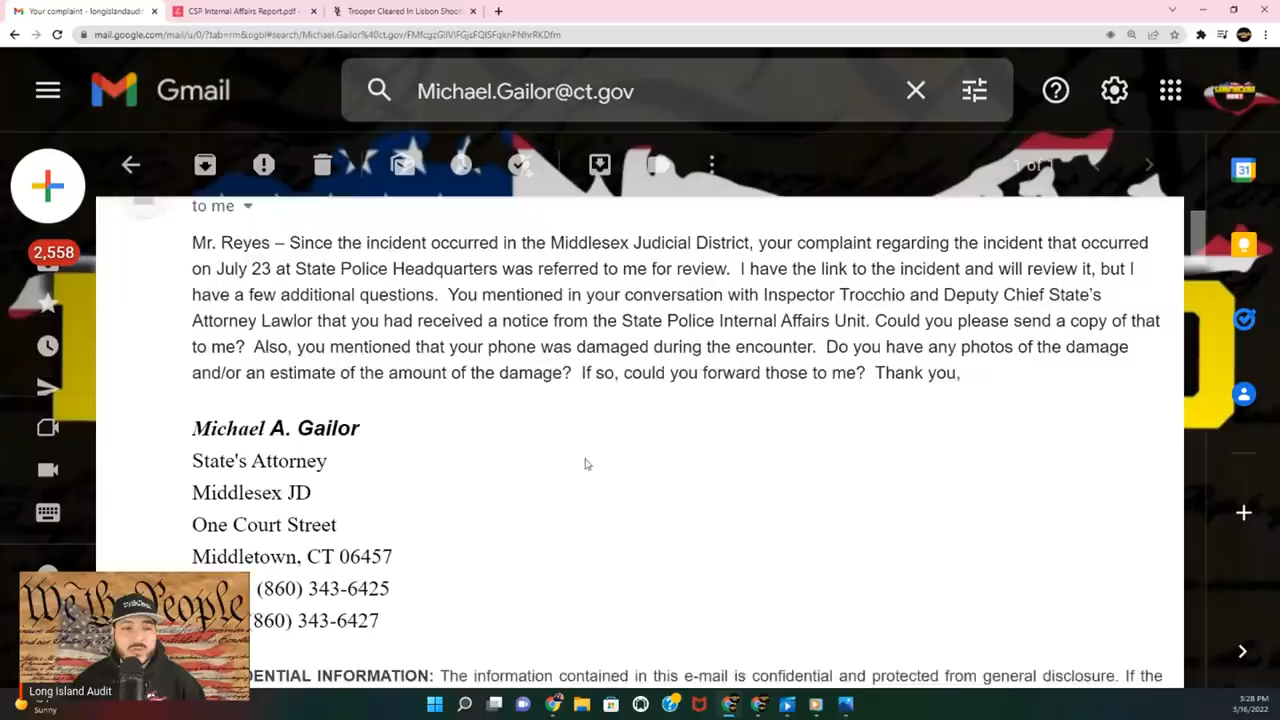 Your complaint - longislandaudi
CSP Internal Affairs Report.pdf -
Trooper Cleared In Lisbon Shoot
mail.google.com/mail/u/0/?tab=rm&ogbl#search/Michael.Gailor%40ct.gov/
Gmail
Michael.Gailor@ct.gov
1 of 1
2,558
31
to me
Mr. Reyes – Since the incident occurred in the Middlesex Judicial District, your complaint regarding the incident that occurred
on July 23 at State Police Headquarters was referred to me for review. I have the link to the incident and will review it, but I
have a few additional questions. You mentioned in your conversation with Inspector Trocchio and Deputy Chief State's
Attorney Lawlor that you had received a notice from the State Police Internal Affairs Unit. Could you please send a copy of that
to me? Also, you mentioned that your phone was damaged during the encounter. Do you have any photos of the damage
and/or an estimate of the amount of the damage? If so, could you forward those to me? Thank you,
Michael A. Gailor
State's Attorney
Middlesex JD
One Court Street
Middletown, CT 06457
(860) 343-6425
860) 343-6427
DENTIAL INFORMATION: The information contained in this e-mail is confidential and protected from general disclosure. If the
We the People
Long Island Audit
Sunny
5:28 PM
3/16/2022